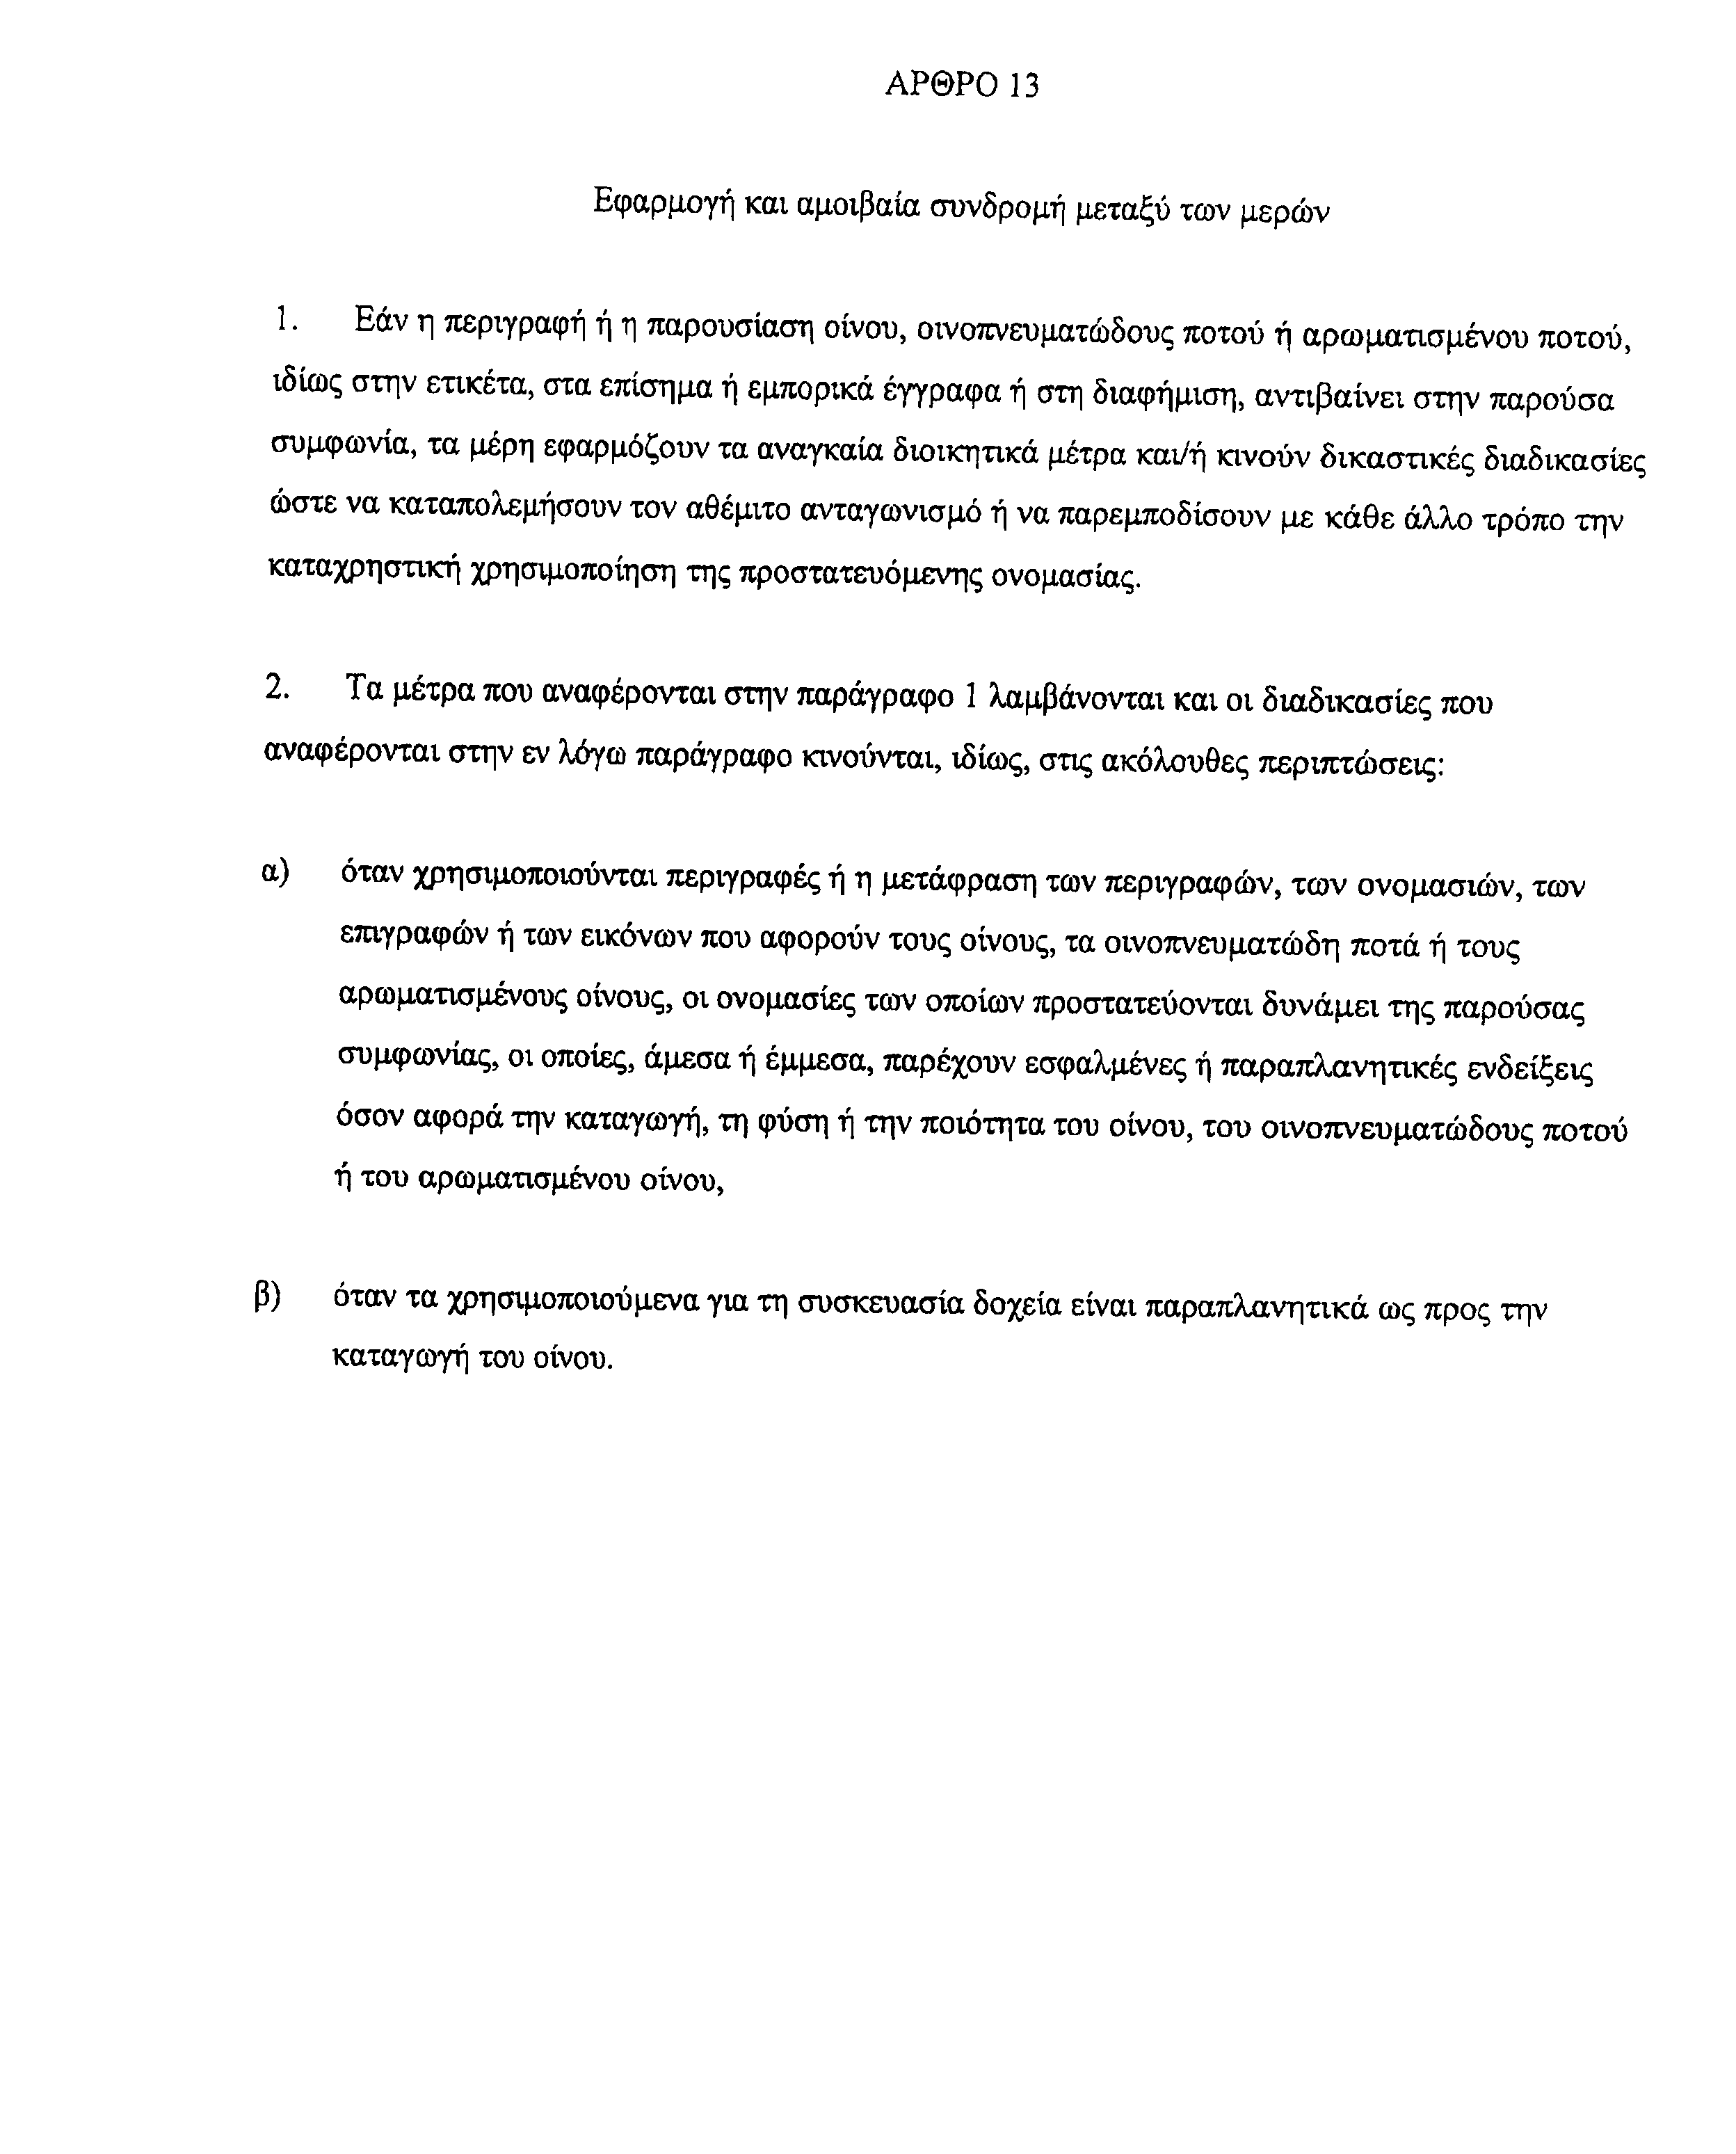 ΑΡΘΡΟ 13
Εφαρμογή και αμοιβαία συνδρομή μεταξύ των μερών
1. Εάν η περιγραφή ή η παρουσίαση οίνου, οινοπνευματώδους ποτού ή αρωματισμένου ποτού,
ιδίως στην ετικέτα, στα επίσημα ή εμπορικά έγγραφα ή στη διαφήμιση, αντιβαίνει στην παρούσα
συμφωνία, τα μέρη εφαρμόζουν τα αναγκαία διοικητικά μέτρα και/ή κινούν δικαστικές διαδικασίες
ώστε να καταπολεμήσουν τον αθέμιτο ανταγωνισμό ή να παρεμποδίσουν με κάθε άλλο τρόπο την
καταχρηστική χρησιμοποίηση της προστατευόμενης ονομασίας.
2. Τα μέτρα που αναφέρονται στην παράγραφο 1 λαμβάνονται και οι διαδικασίες που
αναφέρονται στην εν λόγω παράγραφο κινούνται, ιδίως, στις ακόλουθες περιπτώσεις:
α) όταν χρησιμοποιούνται περιγραφές ή η μετάφραση των περιγραφών, των ονομασιών, των
επιγραφών ή των εικόνων που αφορούν τους οίνους, τα οινοπνευματώδη ποτά ή τους
αρωματισμένους οίνους, οι ονομασίες των οποίων προστατεύονται δυνάμει της παρούσας
συμφωνίας, οι οποίες, άμεσα ή έμμεσα, παρέχουν εσφαλμένες ή παραπλανητικές ενδείξεις
όσον αφορά την καταγωγή, τη φύση ή την ποιότητα του οίνου, του οινοπνευματώδους ποτού
ή του αρωματισμένου οίνου,
β) όταν τα χρησιμοποιούμενα για τη συσκευασία δοχεία είναι παραπλανητικά ως προς την
καταγωγή του οίνου.